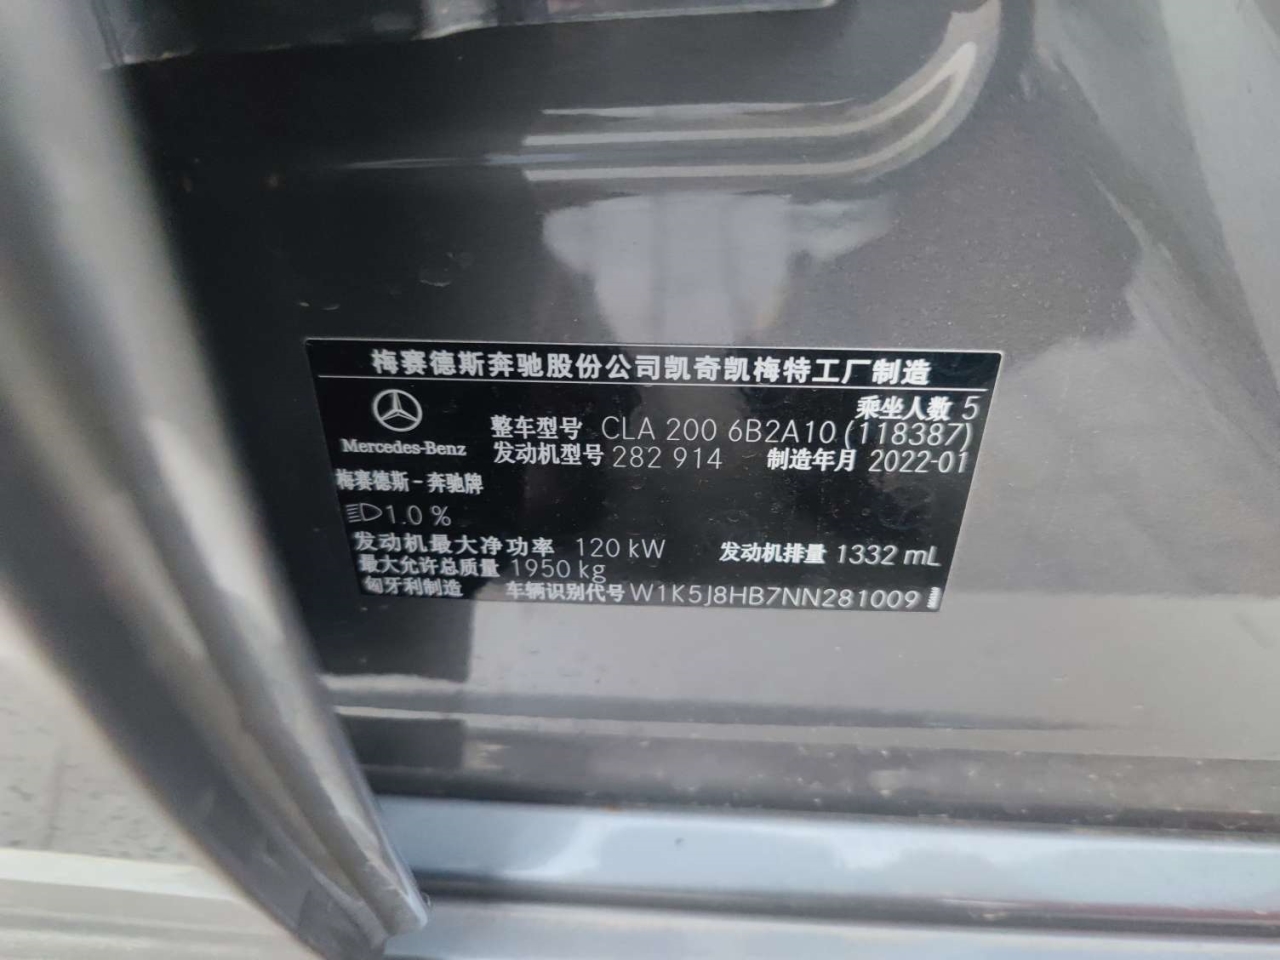 梅赛德斯奔驰股份公司凯奇凯梅特工厂制造
乘坐人数 5
整车型号 CLA 200 6B2A10 (118387)
Mercedes-Benz
发动机型号 282 914 制造年月 2022-01
梅赛德斯-奔驰牌
1.0 %
发动机最大净功率 120 kW 发动机排量 1332 mL
最大允许总质量 1950 kg
匈牙利制造 车辆识别代号 W1K5J8HB7NN281009